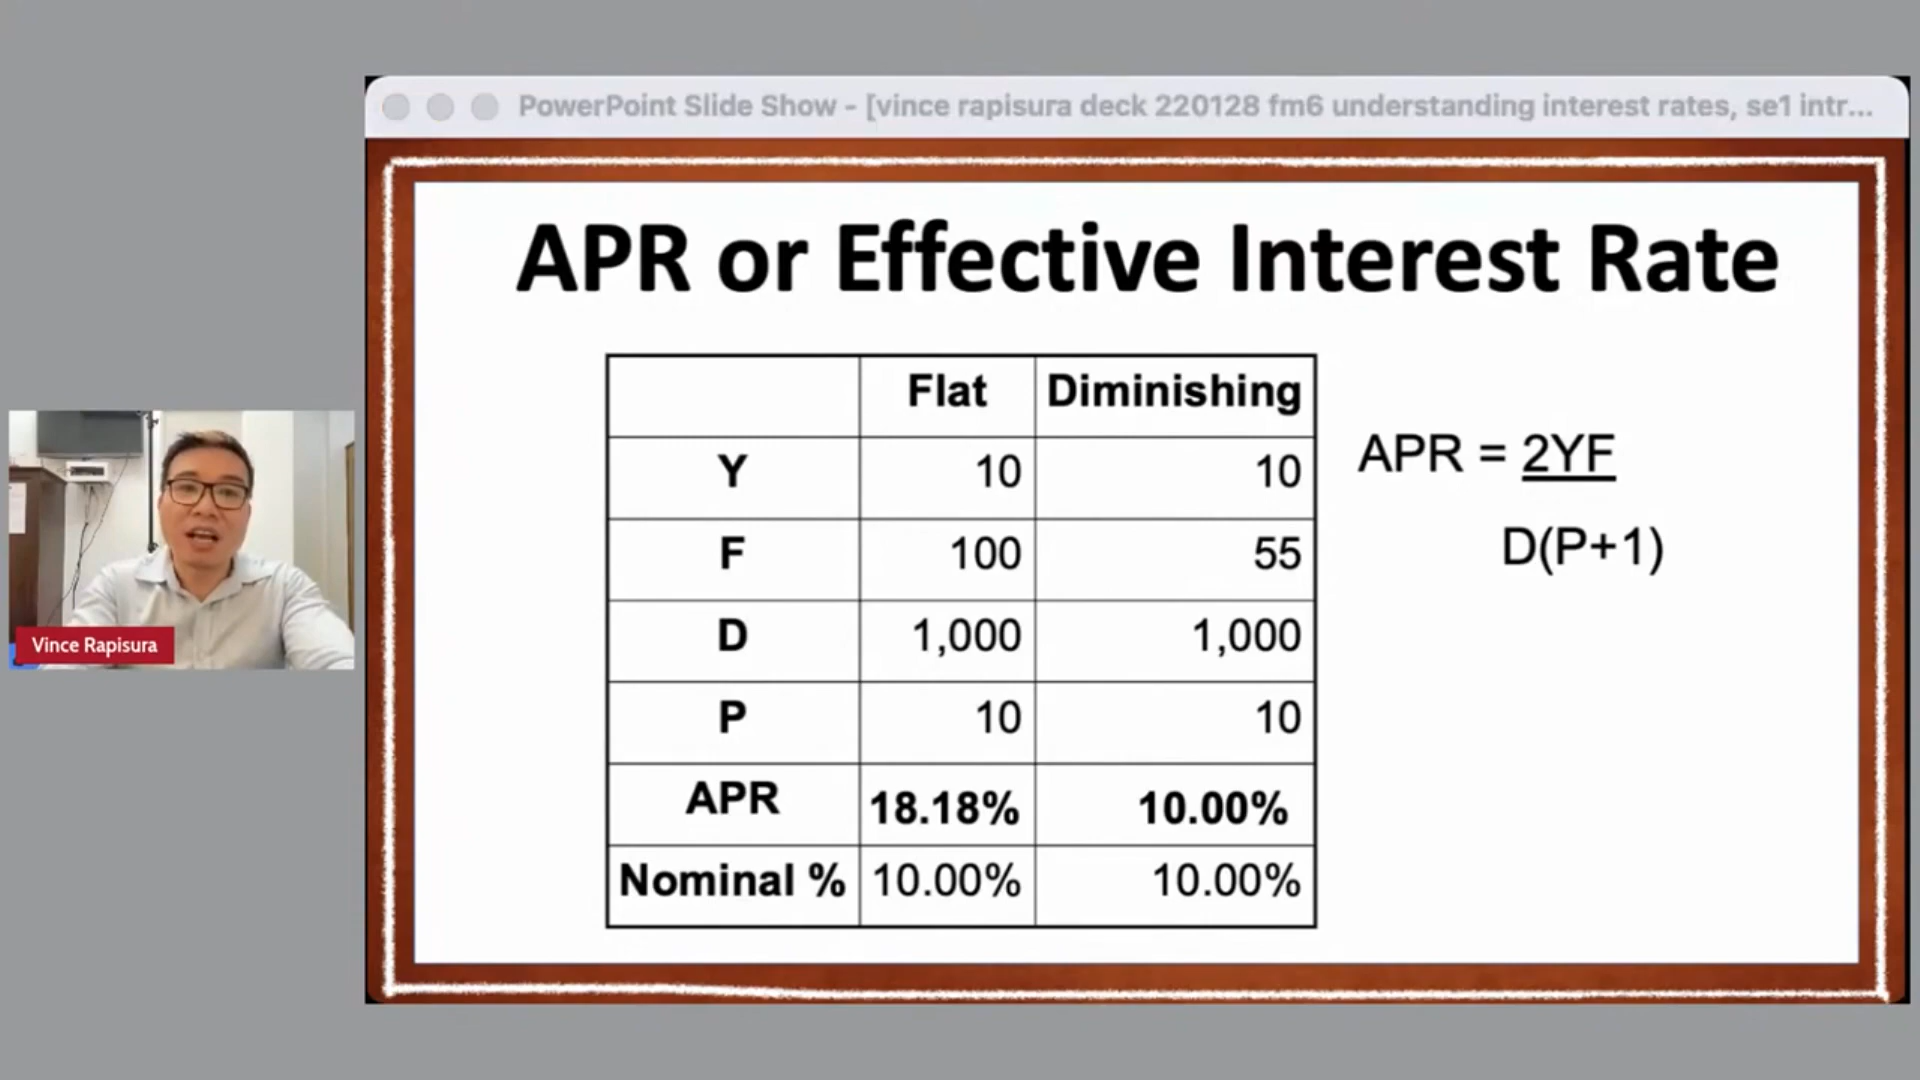 PowerPoint Slide Show - [vince rapisura deck 220128 fm6 understanding interest rates, se1 intr...
APR or Effective Interest Rate
Flat Diminishing
Y 10 10
F 100 55
D 1,000 1,000
P 10 10
APR 18.18% 10.00%
Nominal % 10.00% 10.00%
APR = 2YF
D(P+1)
Vince Rapisura